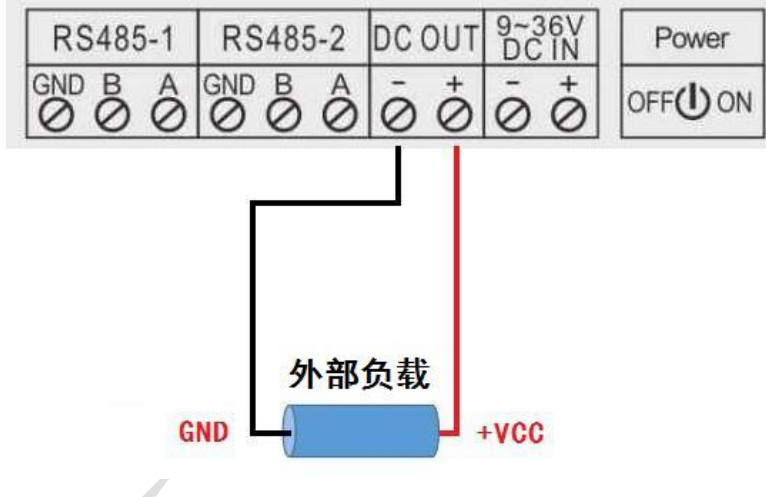 RS485-1 RS485-2 DC OUT 9~36V DC IN Power
GND B A GND B A - + - + OFF ON
外部负载
GND +VCC